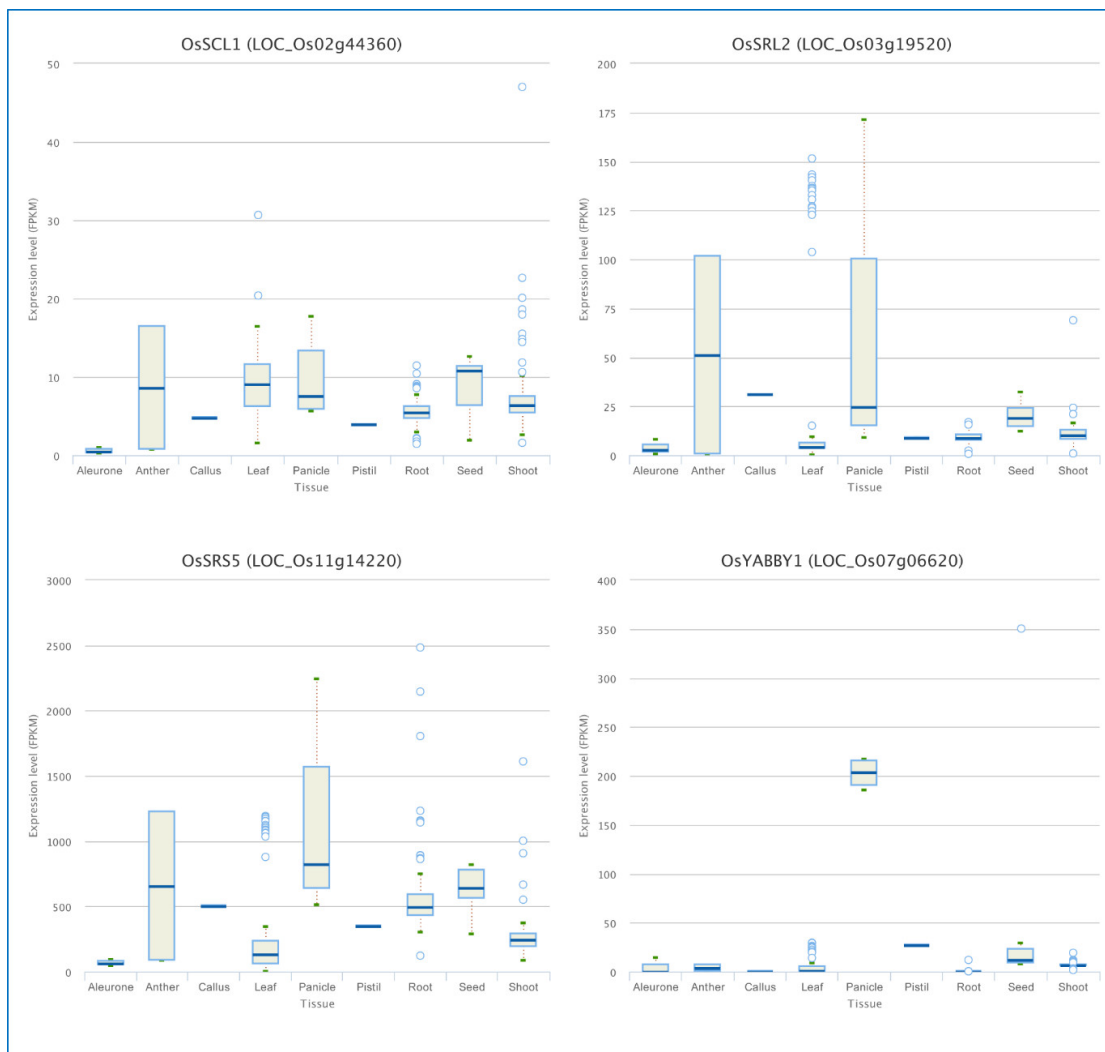 OsSCL1 (LOC_Os02g44360)
50
40
30
20
10
0
Expression level (FPKM)
Aleurone Anther Callus Leaf Panicle Pistil Root Seed Shoot
Tissue
OsSRL2 (LOC_Os03g19520)
200
175
150
125
100
75
50
25
0
Expression level (FPKM)
Aleurone Anther Callus Leaf Panicle Pistil Root Seed Shoot
Tissue
OsSRS5 (LOC_Os11g14220)
3000
2500
2000
1500
1000
500
0
Expression level (FPKM)
Aleurone Anther Callus Leaf Panicle Pistil Root Seed Shoot
Tissue
OsYABBY1 (LOC_Os07g06620)
400
350
300
250
200
150
100
50
0
Expression level (FPKM)
Aleurone Anther Callus Leaf Panicle Pistil Root Seed Shoot
Tissue